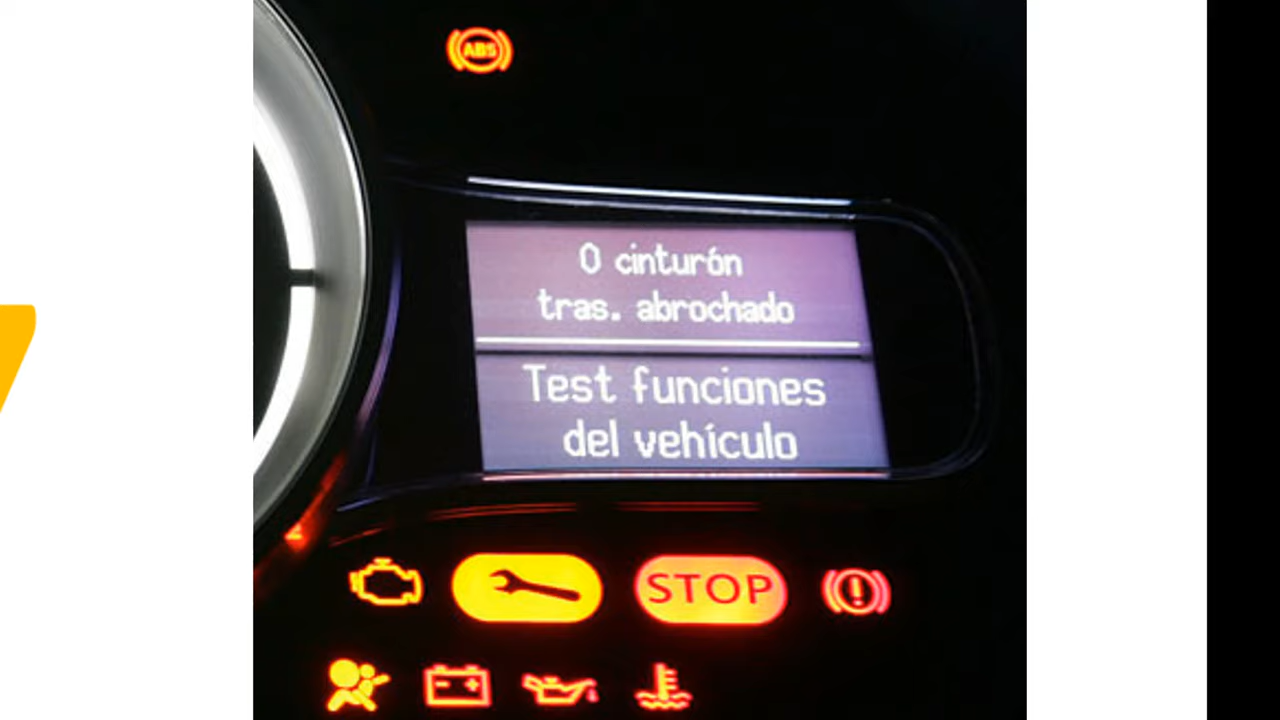 ABS
0 cinturón
tras. abrochado
Test funciones
del vehículo
STOP